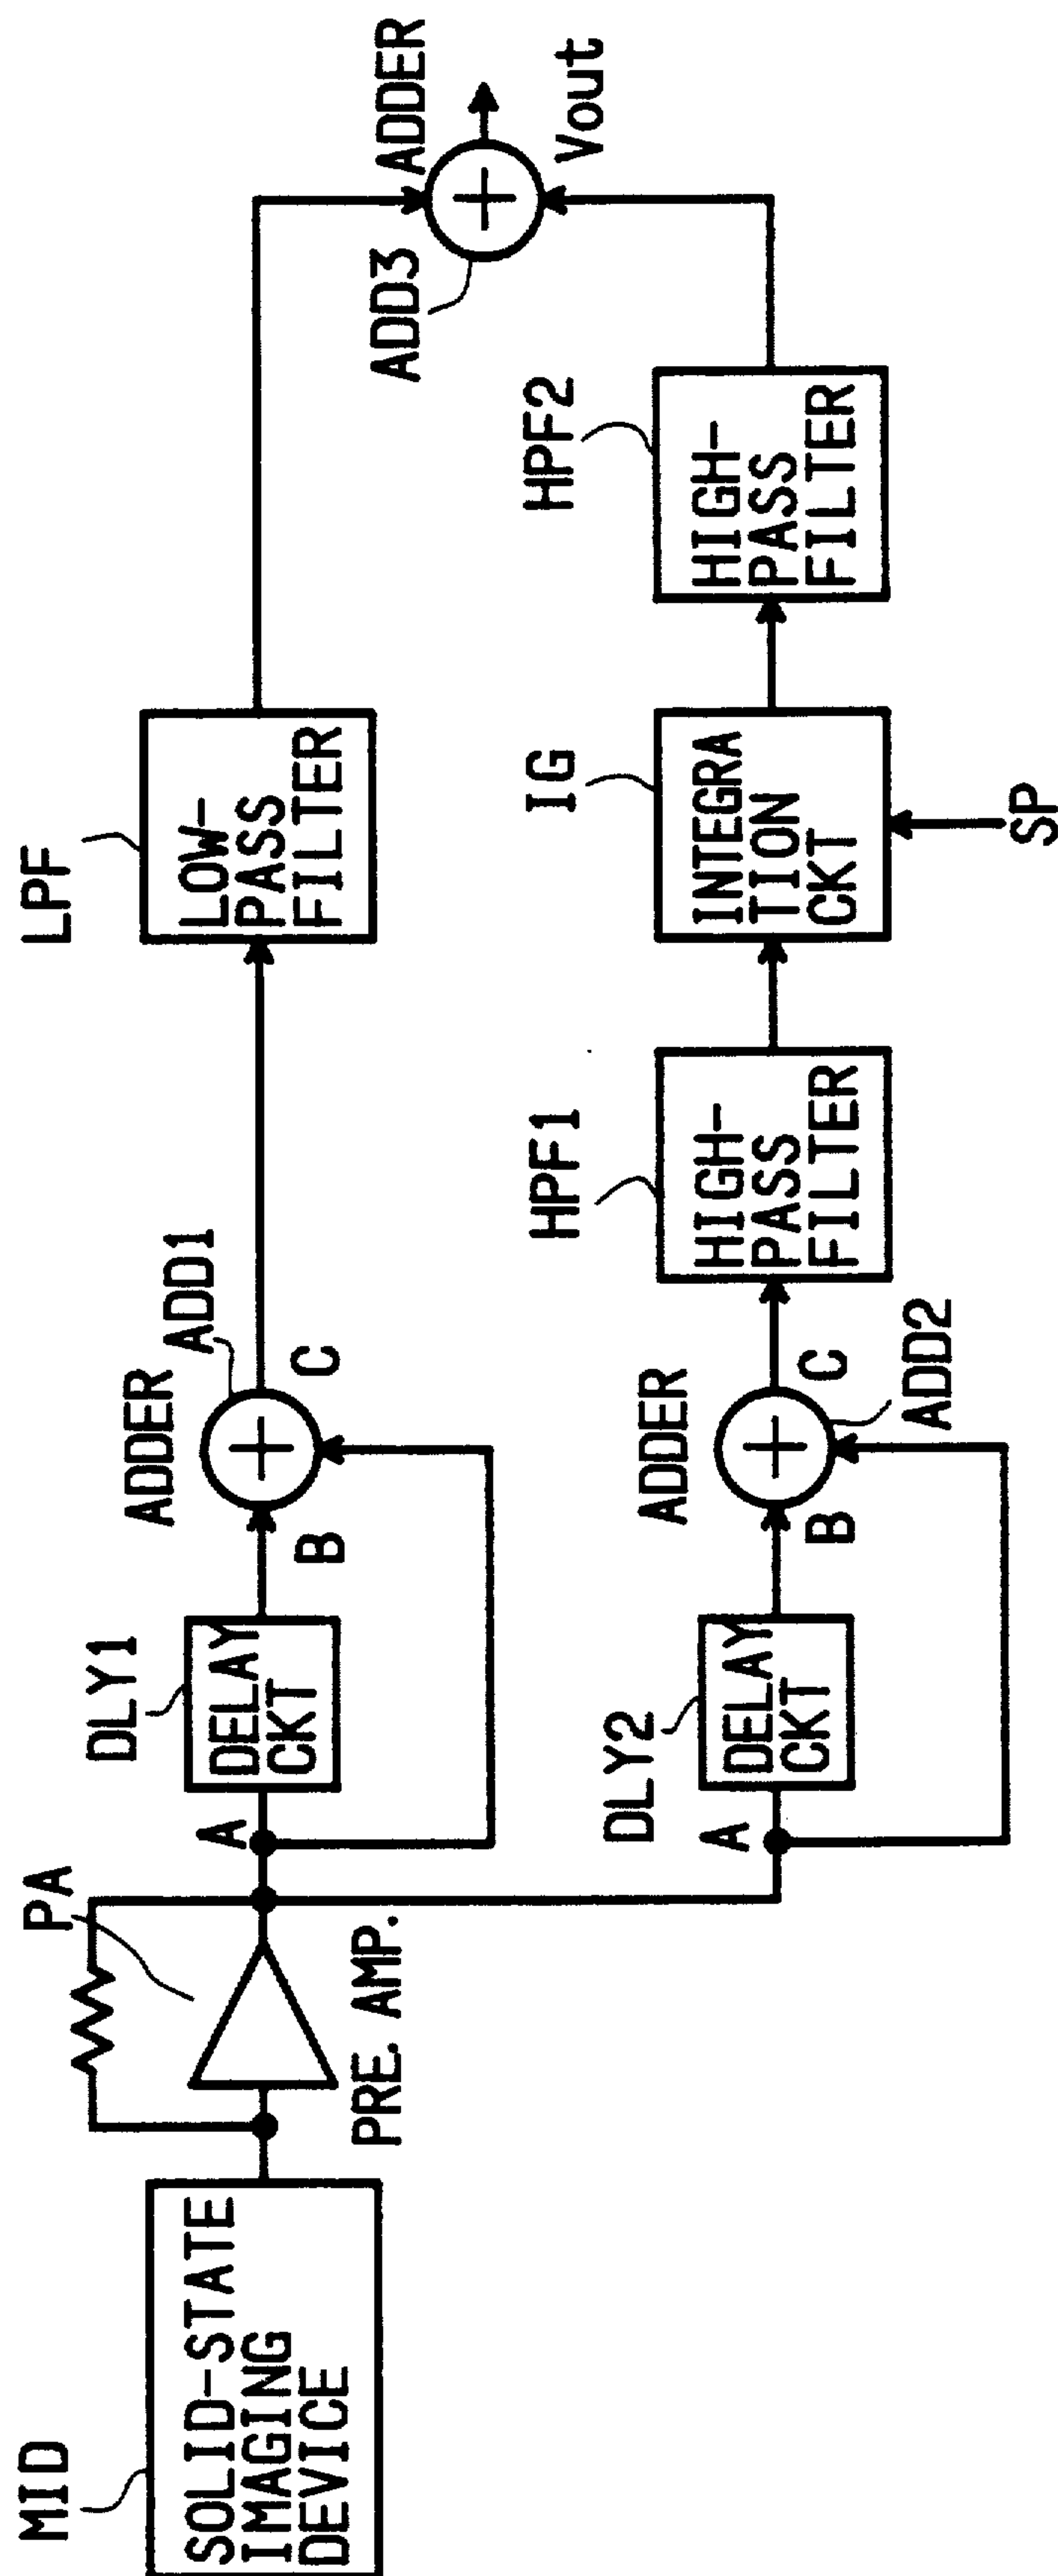 MID
SOLID-STATE
IMAGING
DEVICE
PA
PRE. AMP.
A
DLY1
DELAY
CKT
B
ADDER
ADD1
C
LPF
LOW-
PASS
FILTER
ADDER
ADD3
Vout
A
DLY2
DELAY
CKT
B
ADDER
ADD2
C
HPF1
HIGH-
PASS
FILTER
IG
INTEGRA
TION
CKT
SP
HPF2
HIGH-
PASS
FILTER